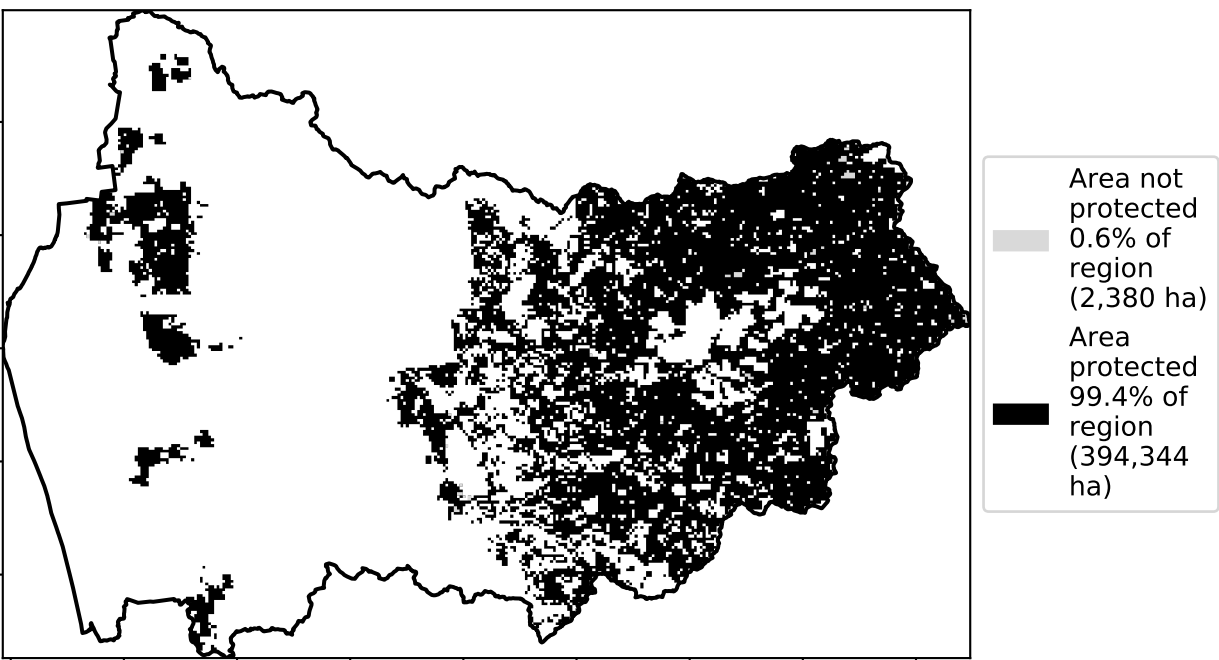 Area not
protected
0.6% of
region
(2,380 ha)
Area
protected
99.4% of
region
(394,344
ha)